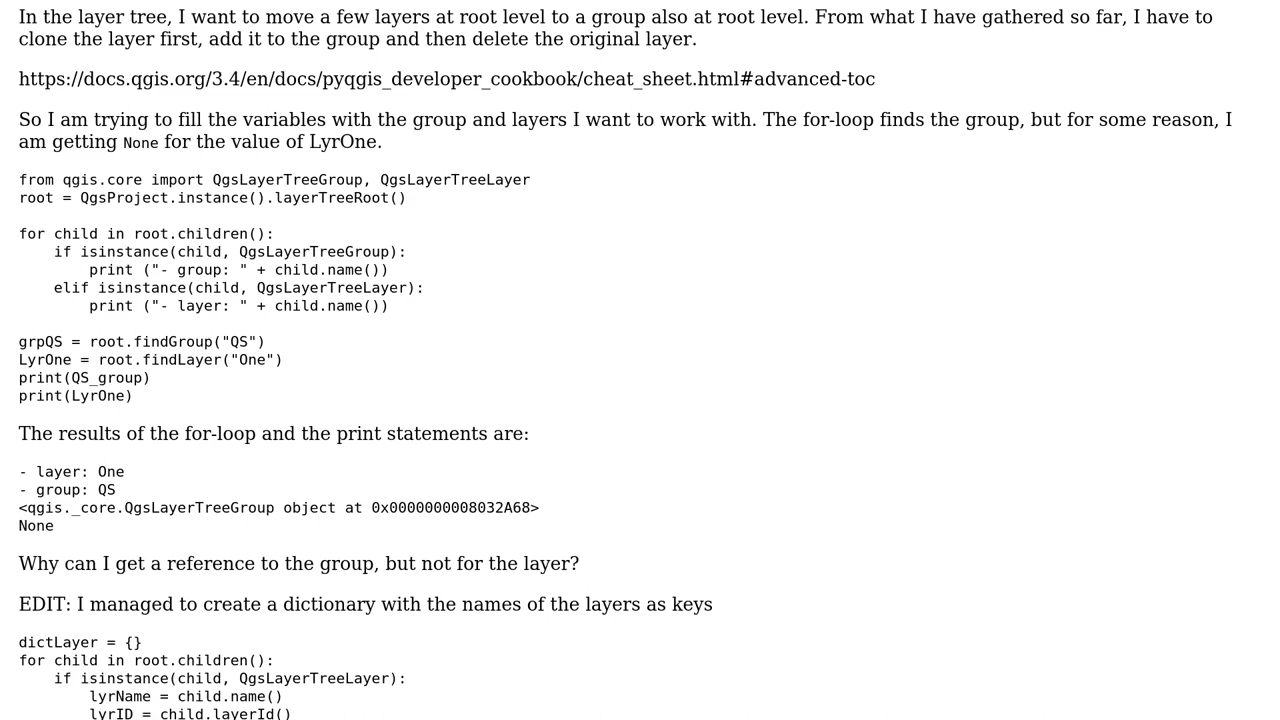 In the layer tree, I want to move a few layers at root level to a group also at root level. From what I have gathered so far, I have to
clone the layer first, add it to the group and then delete the original layer.
https://docs.qgis.org/3.4/en/docs/pyqgis_developer_cookbook/cheat_sheet.html#advanced-toc
So I am trying to fill the variables with the group and layers I want to work with. The for-loop finds the group, but for some reason, I
am getting None for the value of LyrOne.
from qgis.core import QgsLayerTreeGroup, QgsLayerTreeLayer
root = QgsProject.instance().layerTreeRoot()
for child in root.children():
    if isinstance(child, QgsLayerTreeGroup):
        print ("- group: " + child.name())
    elif isinstance(child, QgsLayerTreeLayer):
        print ("- layer: " + child.name())
grpQS = root.findGroup("QS")
LyrOne = root.findLayer("One")
print(QS_group)
print(LyrOne)
The results of the for-loop and the print statements are:
- layer: One
- group: QS
<qgis._core.QgsLayerTreeGroup object at 0x0000000008032A68>
None
Why can I get a reference to the group, but not for the layer?
EDIT: I managed to create a dictionary with the names of the layers as keys
dictLayer = {}
for child in root.children():
    if isinstance(child, QgsLayerTreeLayer):
        lyrName = child.name()
        lyrID = child.layerId()